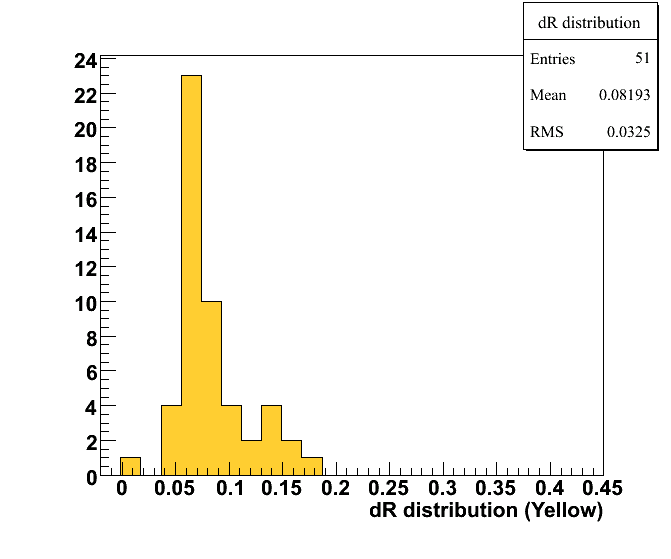 dR distribution
Entries 51
Mean 0.08193
RMS 0.0325
24
22
20
18
16
14
12
10
8
6
4
2
0
0 0.05 0.1 0.15 0.2 0.25 0.3 0.35 0.4 0.45
dR distribution (Yellow)